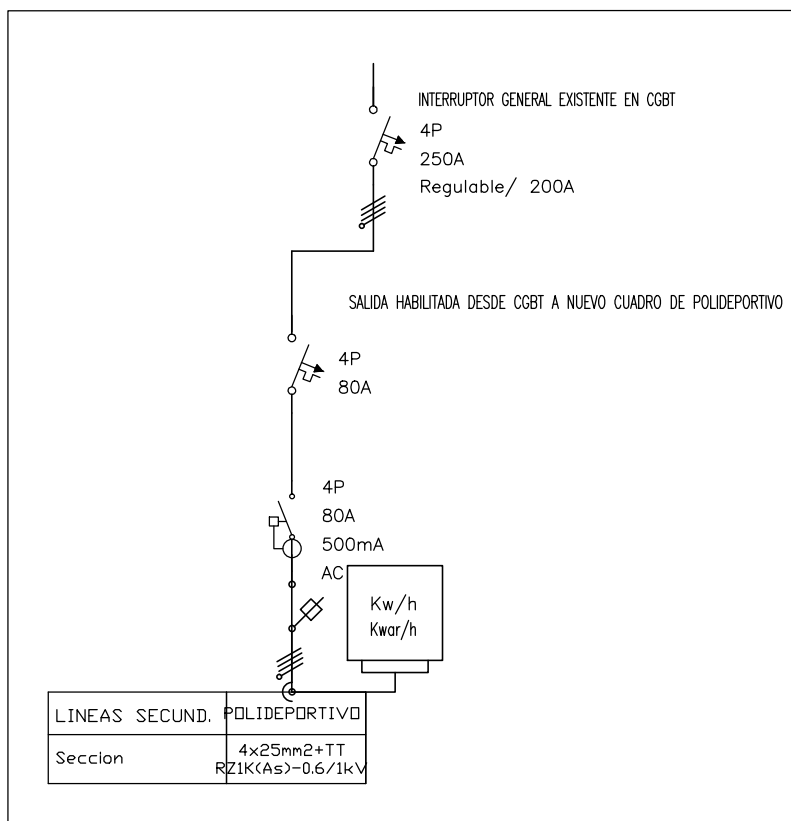 INTERRUPTOR GENERAL EXISTENTE EN CGBT
4P
250A
Regulable/ 200A
SALIDA HABILITADA DESDE CGBT A NUEVO CUADRO DE POLIDEPORTIVO
4P
80A
4P
80A
500mA
AC
Kw/h
Kwar/h
LINEAS SECUND. POLIDEPORTIVO
Seccion
4x25mm2+TT
RZ1K(As)-0.6/1kV